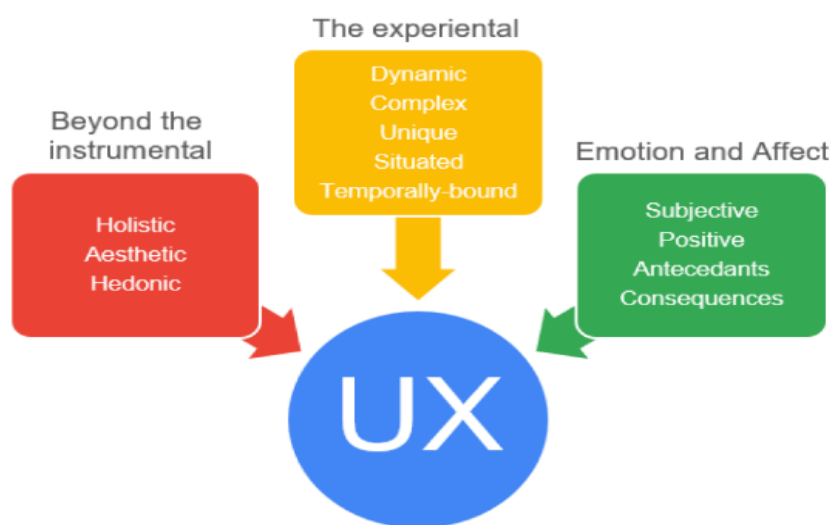 The experiental
Dynamic
Complex
Unique
Situated
Temporally-bound
Beyond the
instrumental
Holistic
Aesthetic
Hedonic
Emotion and Affect
Subjective
Positive
Antecedants
Consequences
UX